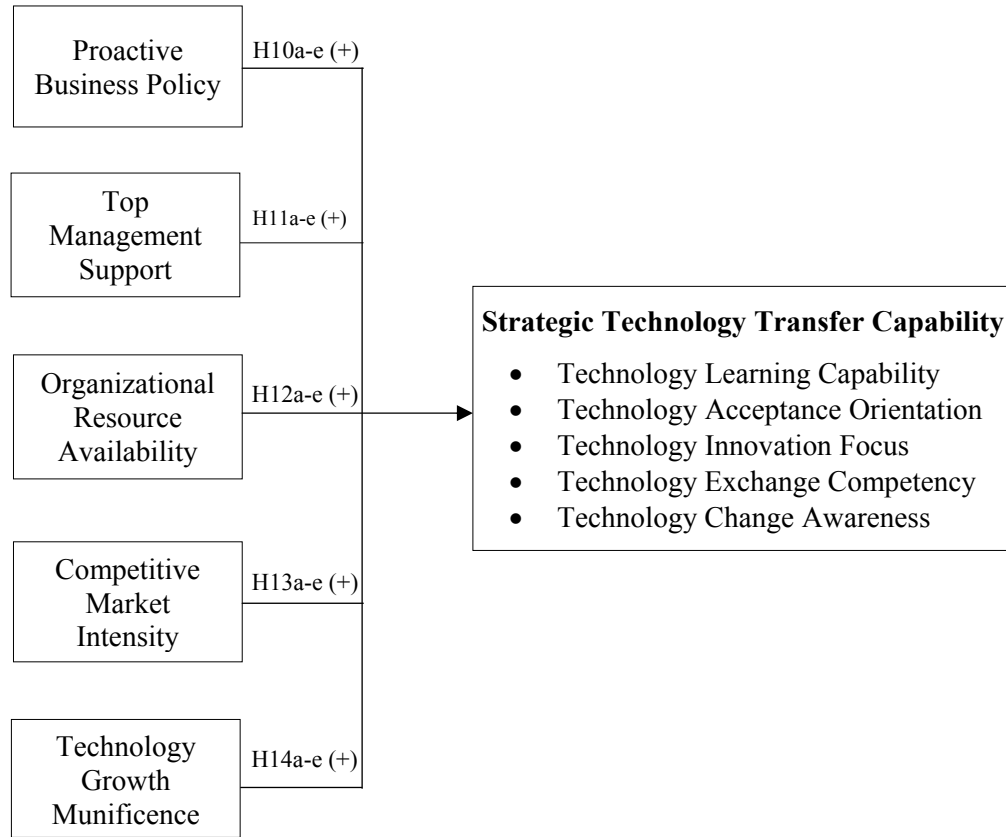 Proactive
Business Policy
H10a-e (+)
Top
Management
Support
H11a-e (+)
Organizational
Resource
Availability
H12a-e (+)
Competitive
Market
Intensity
H13a-e (+)
Technology
Growth
Munificence
H14a-e (+)
Strategic Technology Transfer Capability
• Technology Learning Capability
• Technology Acceptance Orientation
• Technology Innovation Focus
• Technology Exchange Competency
• Technology Change Awareness